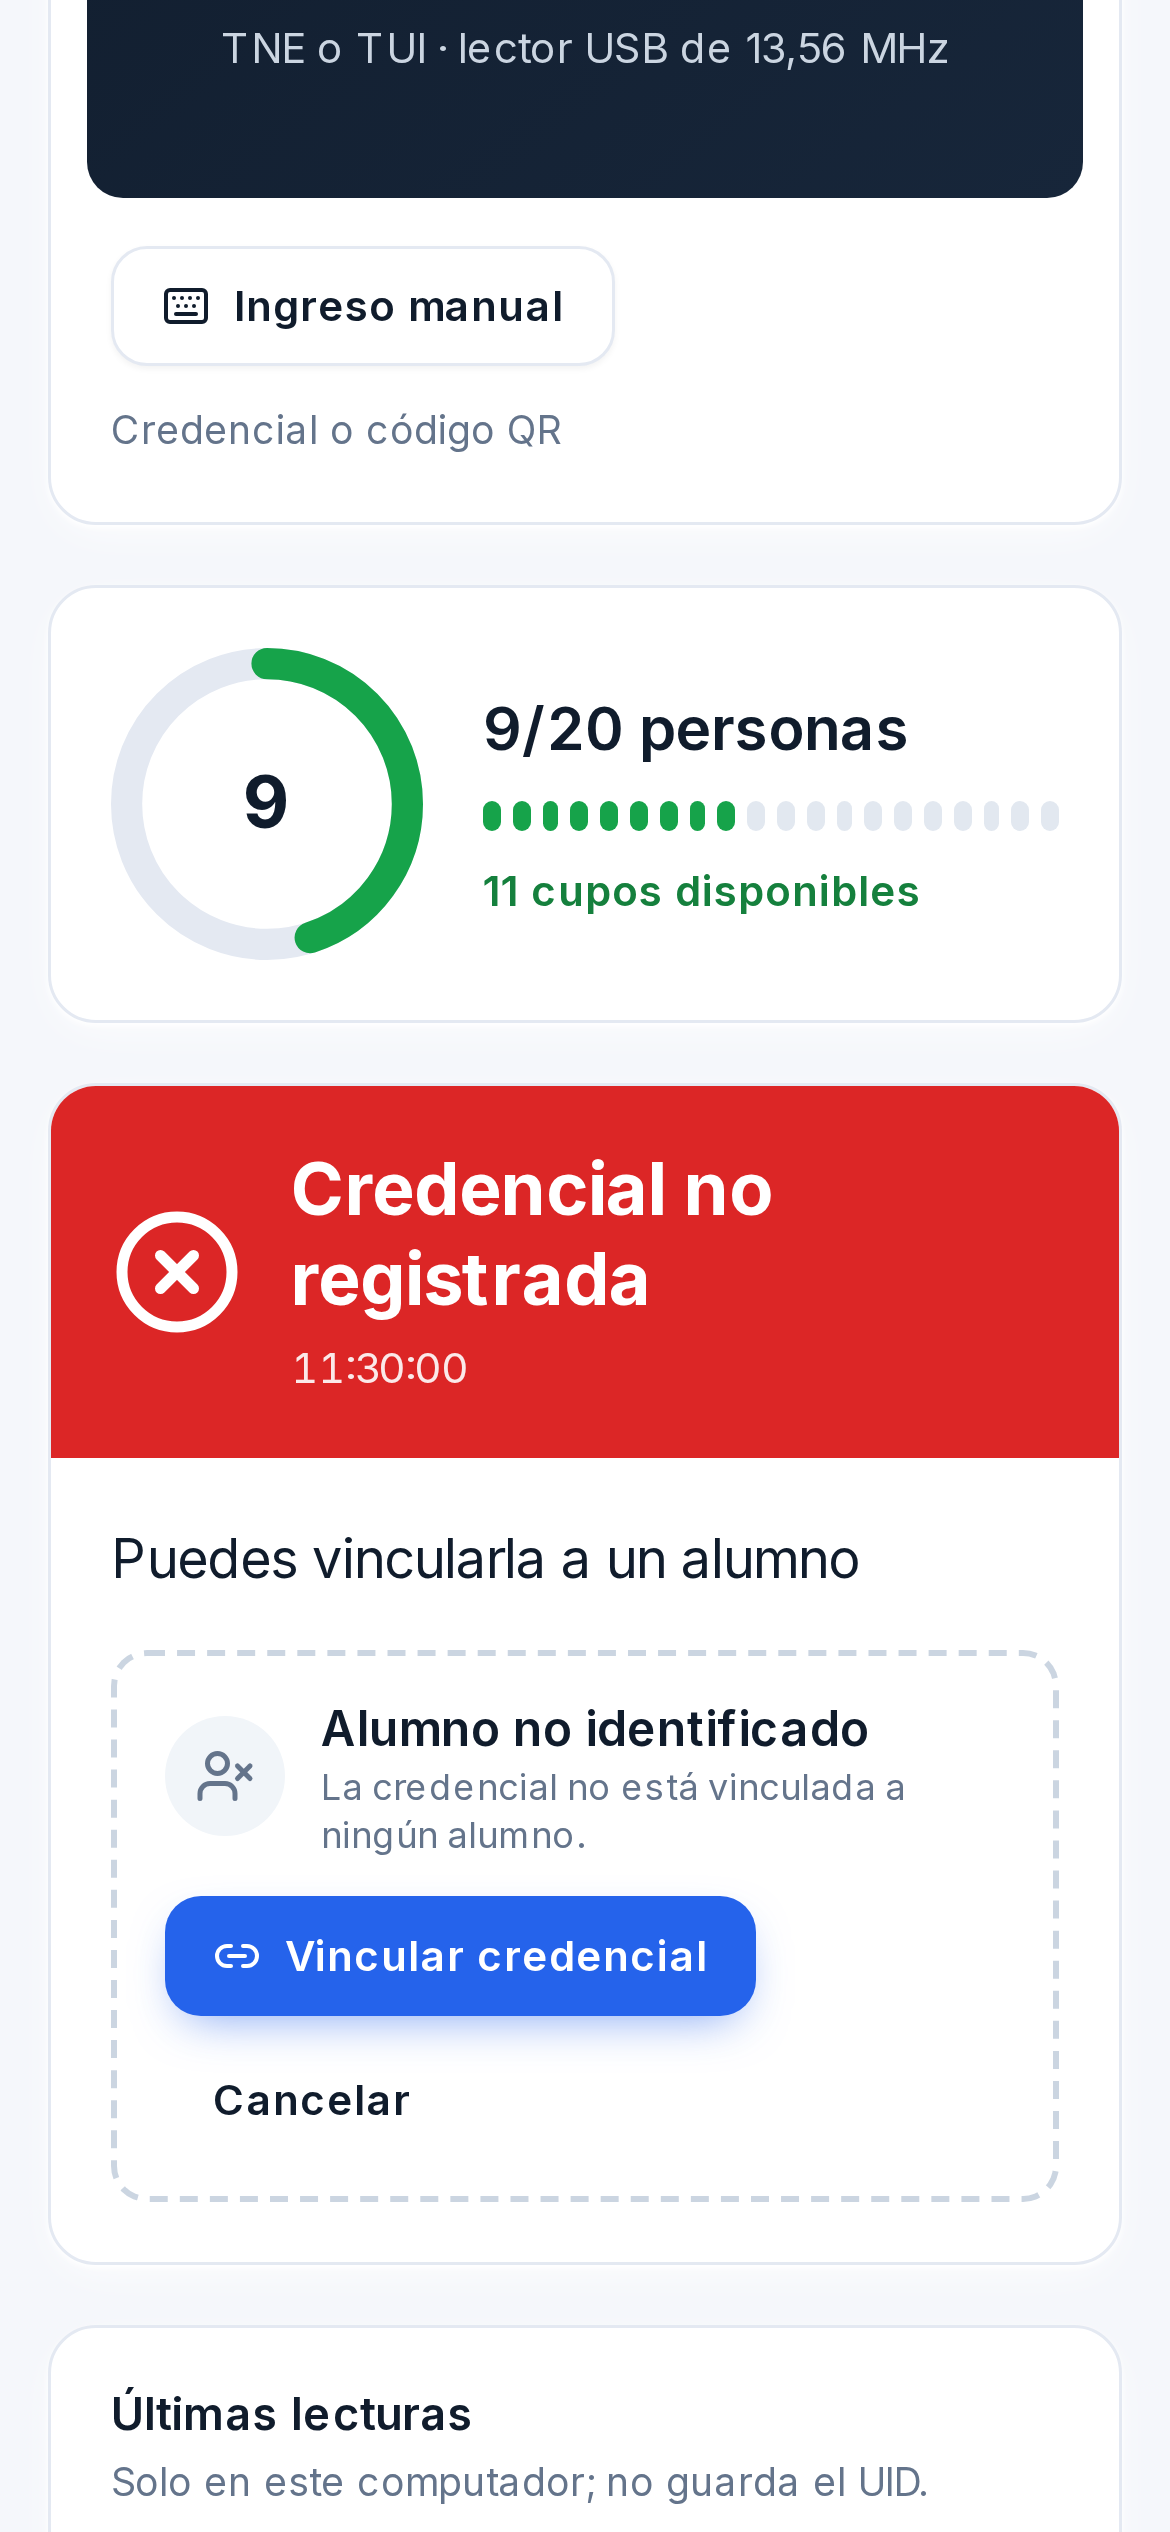 TNE o TUI · lector USB de 13,56 MHz
Ingreso manual
Credencial o código QR
9
9/20 personas
11 cupos disponibles
Credencial no
registrada
11:30:00
Puedes vincularla a un alumno
Alumno no identificado
La credencial no está vinculada a
ningún alumno.
Vincular credencial
Cancelar
Últimas lecturas
Solo en este computador; no guarda el UID.